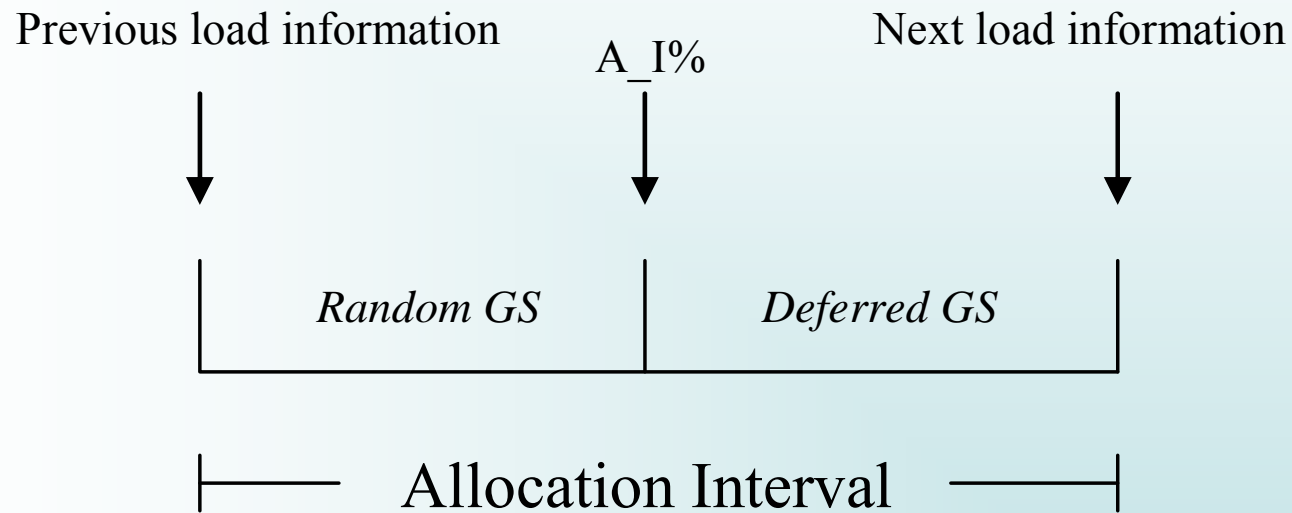 Previous load information
A_I%
Next load information
Random GS
Deferred GS
Allocation Interval